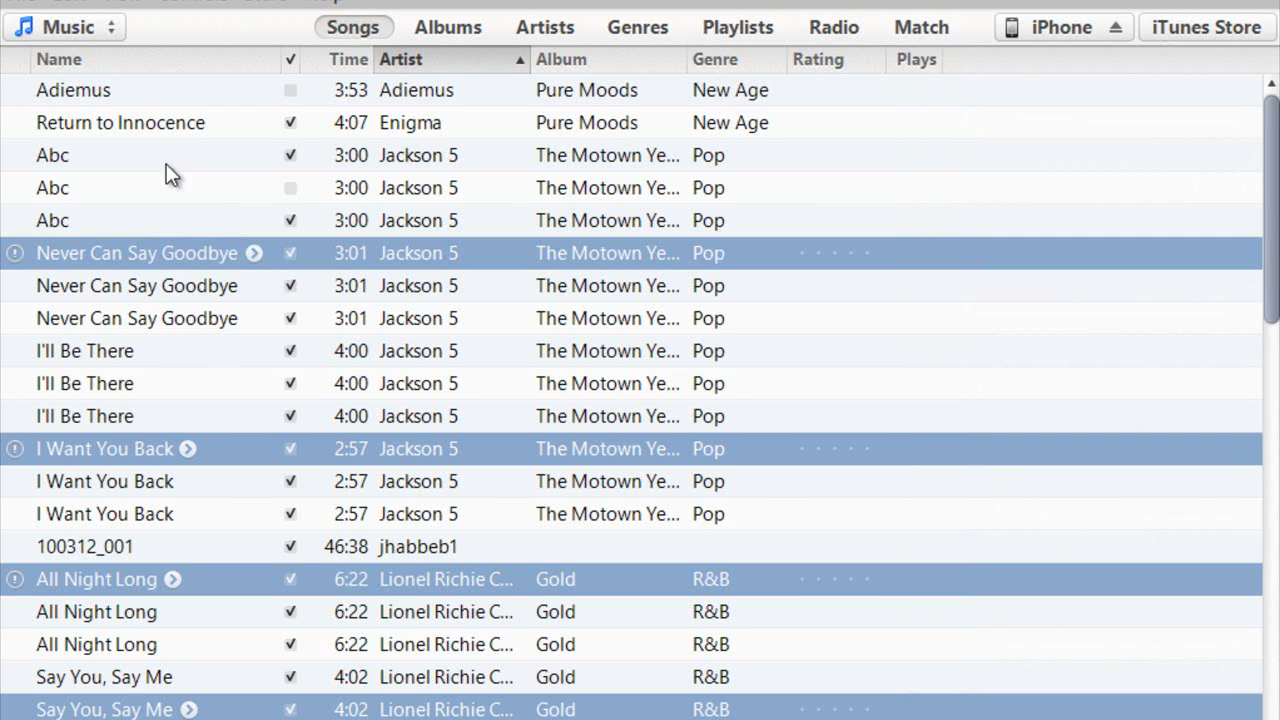 Music Songs Albums Artists Genres Playlists Radio Match iPhone iTunes Store
Name ✓ Time Artist Album Genre Rating Plays
Adiemus 3:53 Adiemus Pure Moods New Age
Return to Innocence ✓ 4:07 Enigma Pure Moods New Age
Abc ✓ 3:00 Jackson 5 The Motown Ye... Pop
Abc 3:00 Jackson 5 The Motown Ye... Pop
Abc ✓ 3:00 Jackson 5 The Motown Ye... Pop
Never Can Say Goodbye ✓ 3:01 Jackson 5 The Motown Ye... Pop
Never Can Say Goodbye ✓ 3:01 Jackson 5 The Motown Ye... Pop
Never Can Say Goodbye ✓ 3:01 Jackson 5 The Motown Ye... Pop
I'll Be There ✓ 4:00 Jackson 5 The Motown Ye... Pop
I'll Be There ✓ 4:00 Jackson 5 The Motown Ye... Pop
I'll Be There ✓ 4:00 Jackson 5 The Motown Ye... Pop
I Want You Back ✓ 2:57 Jackson 5 The Motown Ye... Pop
I Want You Back ✓ 2:57 Jackson 5 The Motown Ye... Pop
I Want You Back ✓ 2:57 Jackson 5 The Motown Ye... Pop
100312_001 ✓ 46:38 jhabbeb1
All Night Long ✓ 6:22 Lionel Richie C... Gold R&B
All Night Long ✓ 6:22 Lionel Richie C... Gold R&B
All Night Long ✓ 6:22 Lionel Richie C... Gold R&B
Say You, Say Me ✓ 4:02 Lionel Richie C... Gold R&B
Say You, Say Me ✓ 4:02 Lionel Richie C... Gold R&B